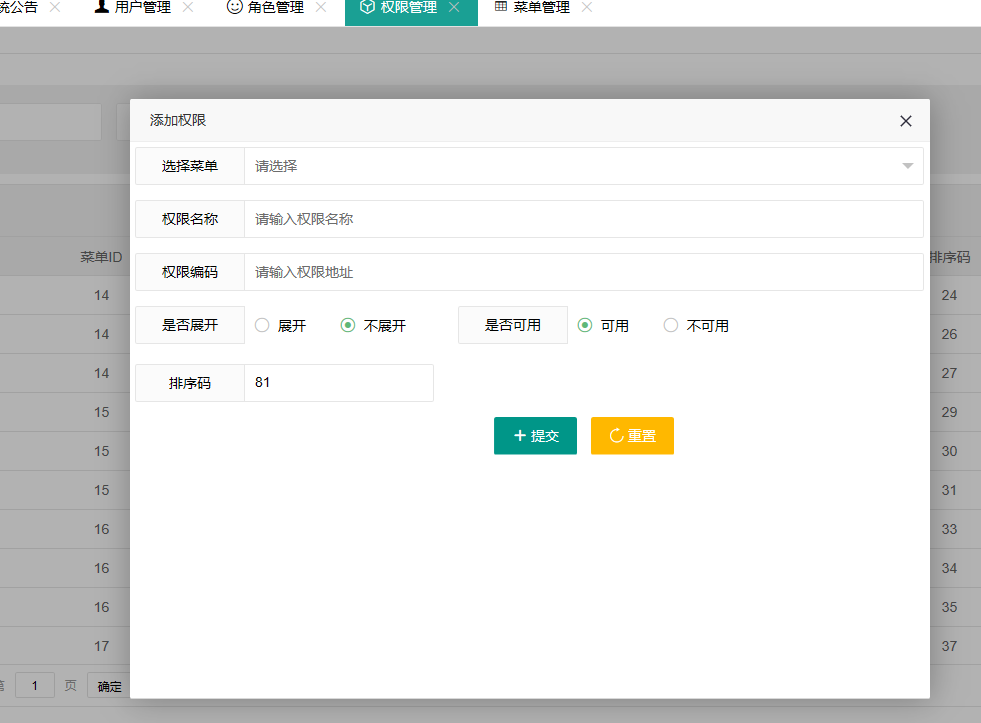 统公告 用户管理 角色管理 权限管理 菜单管理
添加权限
选择菜单 请选择
权限名称 请输入权限名称
权限编码 请输入权限地址
是否展开 展开 不展开 是否可用 可用 不可用
排序码 81
提交 重置
菜单ID 排序码
14 24
14 26
14 27
15 29
15 30
15 31
16 33
16 34
16 35
17 37
1 页 确定